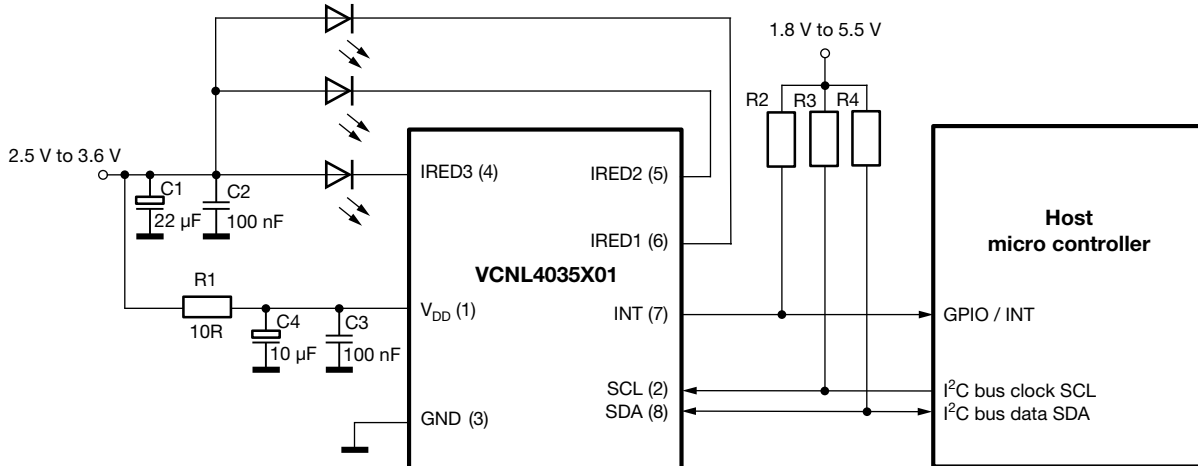 1.8 V to 5.5 V
R2 R3 R4
2.5 V to 3.6 V
C1
22 µF
C2
100 nF
IRED3 (4)
IRED2 (5)
IRED1 (6)
VCNL4035X01
Host
micro controller
R1
10R
C4
10 µF
C3
100 nF
V_DD (1)
INT (7)
GPIO / INT
SCL (2)
SDA (8)
I²C bus clock SCL
I²C bus data SDA
GND (3)